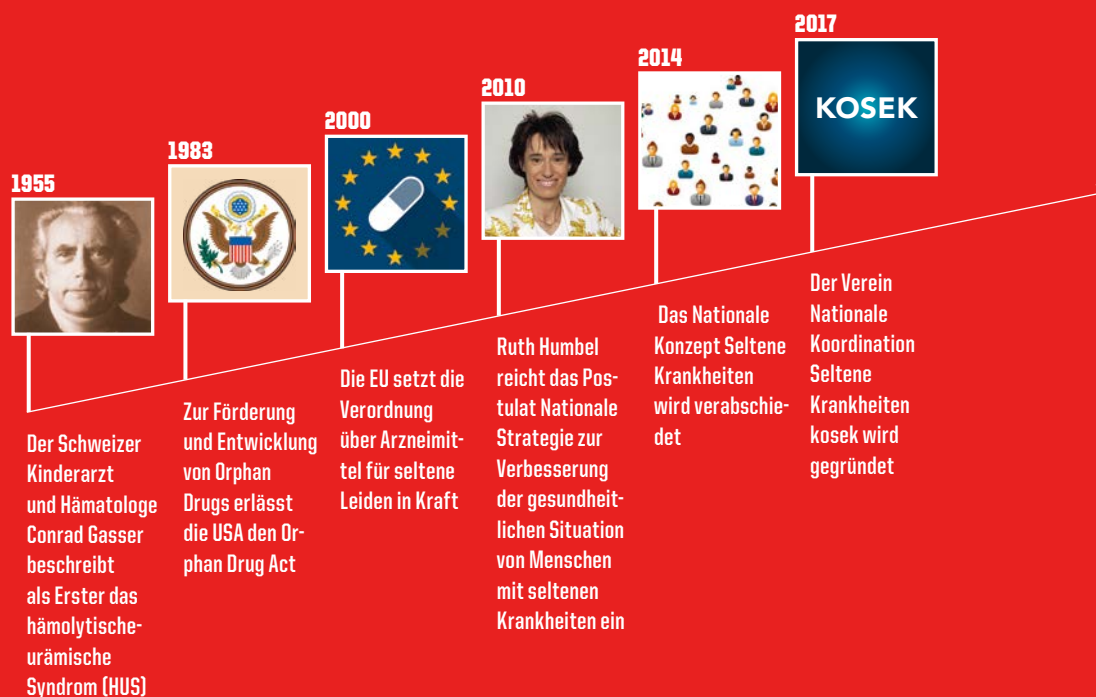 1955
Der Schweizer
Kinderarzt
und Hämatologe
Conrad Gasser
beschreibt
als Erster das
hämolytische-
urämische
Syndrom (HUS)
1983
Zur Förderung
und Entwicklung
von Orphan
Drugs erlässt
die USA den Or-
phan Drug Act
2000
Die EU setzt die
Verordnung
über Arzneimit-
tel für seltene
Leiden in Kraft
2010
Ruth Humbel
reicht das Pos-
tulat Nationale
Strategie zur
Verbesserung
der gesundheit-
lichen Situation
von Menschen
mit seltenen
Krankheiten ein
2014
Das Nationale
Konzept Seltene
Krankheiten
wird verabschie-
det
2017
KOSEK
Der Verein
Nationale
Koordination
Seltene
Krankheiten
kosek wird
gegründet